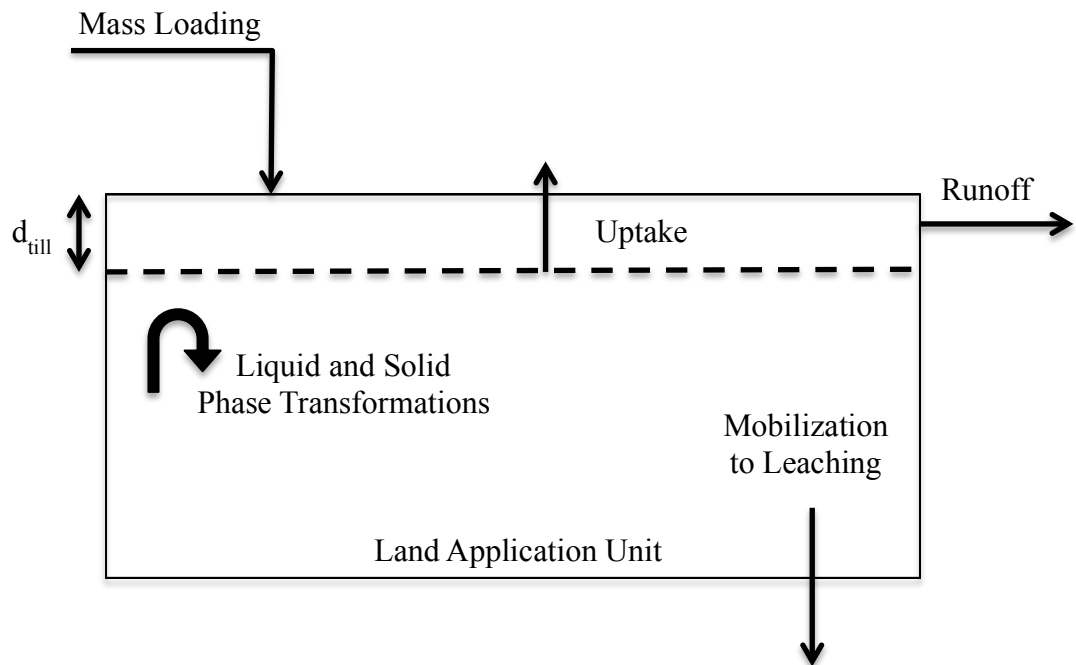 Mass Loading
Runoff
d_till
Uptake
Liquid and Solid
Phase Transformations
Mobilization
to Leaching
Land Application Unit